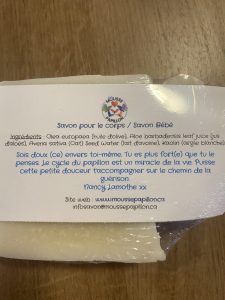 MOUSSE
PAPILLON
Savon pour le corps / Savon Bébé
Ingrédients : Olea europaea (huile d'olive), Aloe barbadensis leaf juice (jus
d'aloès), Avena sativa (Oat) Seed Water (lait d'avoine), Kaolin (argile blanche)
Sois doux (ce) envers toi-même. Tu es plus fort(e) que tu le
penses. Le cycle du papillon est un miracle de la vie. Puisse
cette petite douceur t'accompagner sur le chemin de la
guérison.
Nancy Lamothe xx
Site web : www.moussepapillon.ca
infosavon@moussepapillon.ca